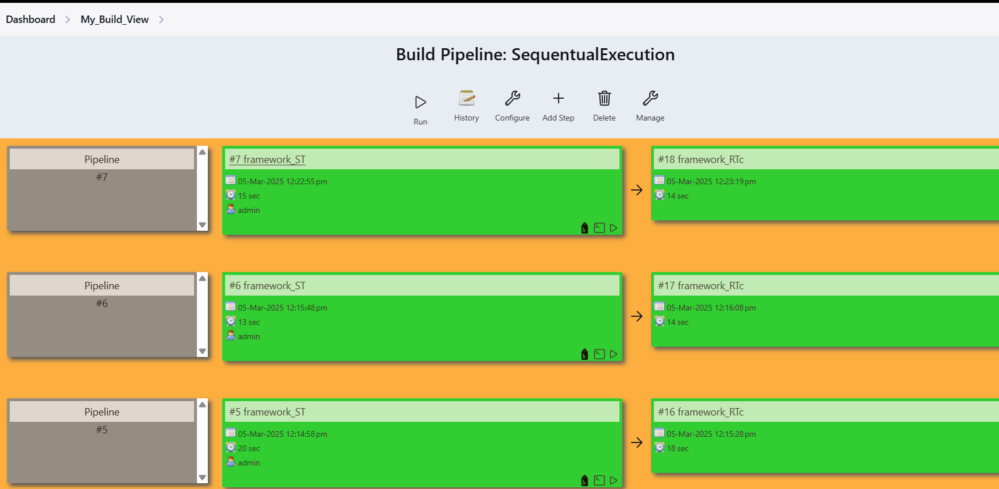 Dashboard > My_Build_View >
Build Pipeline: SequentualExecution
Run History Configure Add Step Delete Manage
Pipeline
#7
#7 framework_ST
05-Mar-2025 12:22:55 pm
15 sec
admin
#18 framework_RTc
05-Mar-2025 12:23:19 pm
14 sec
Pipeline
#6
#6 framework_ST
05-Mar-2025 12:15:48 pm
13 sec
admin
#17 framework_RTc
05-Mar-2025 12:16:08 pm
14 sec
Pipeline
#5
#5 framework_ST
05-Mar-2025 12:14:58 pm
20 sec
admin
#16 framework_RTc
05-Mar-2025 12:15:28 pm
18 sec